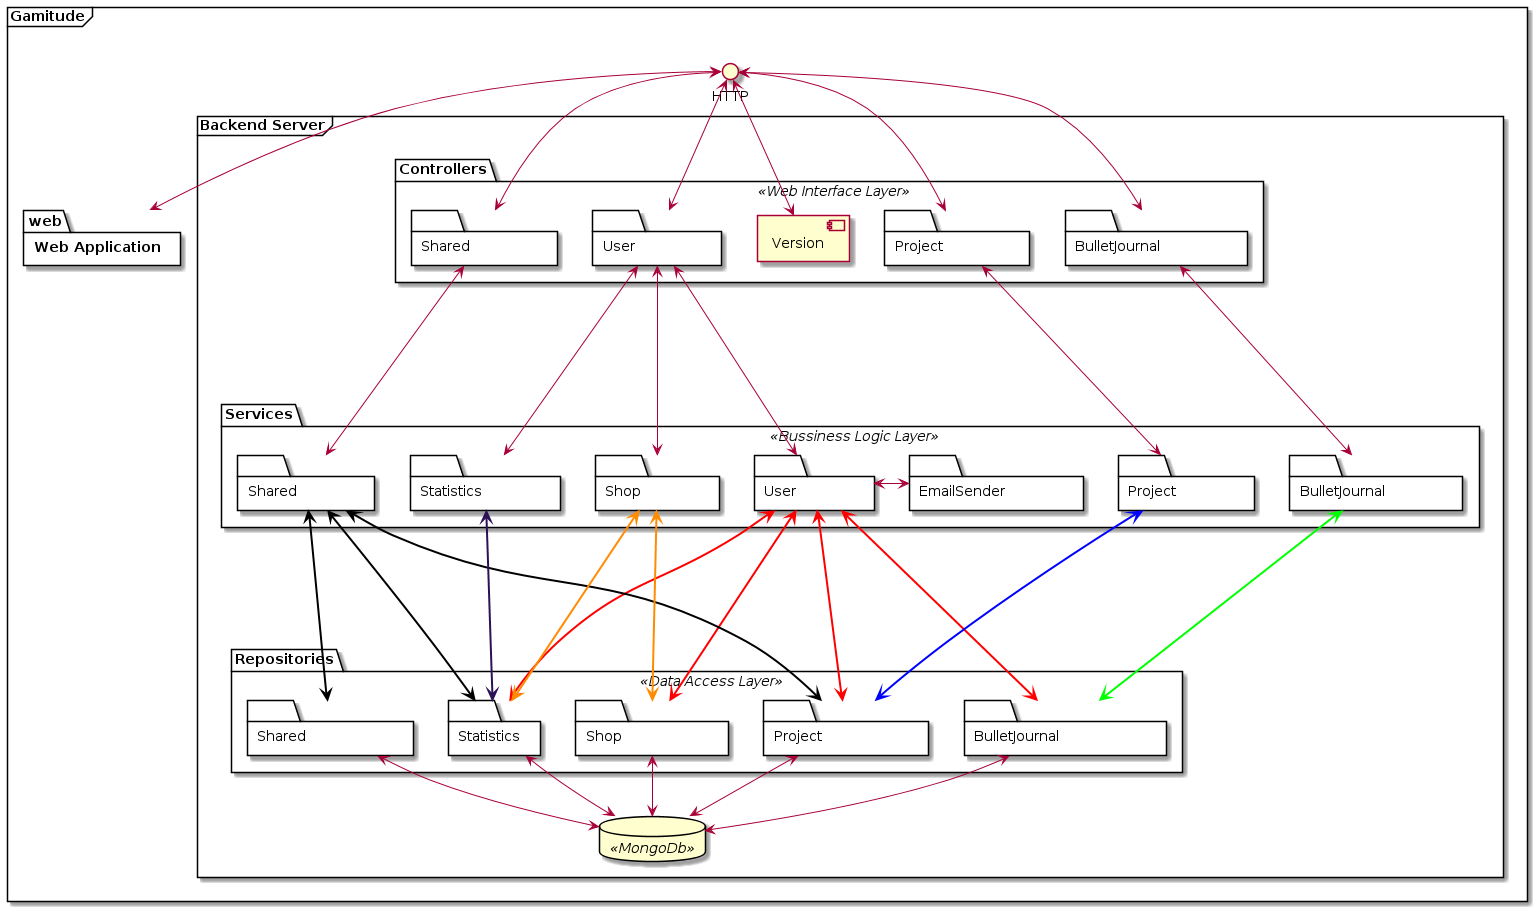 Gamitude
HTTP
Backend Server
Controllers
«Web Interface Layer»
web
Web Application
Shared
User
Version
Project
BulletJournal
Services
«Bussiness Logic Layer»
Shared
Statistics
Shop
User
EmailSender
Project
BulletJournal
Repositories
«Data Access Layer»
Shared
Statistics
Shop
Project
BulletJournal
«MongoDb»